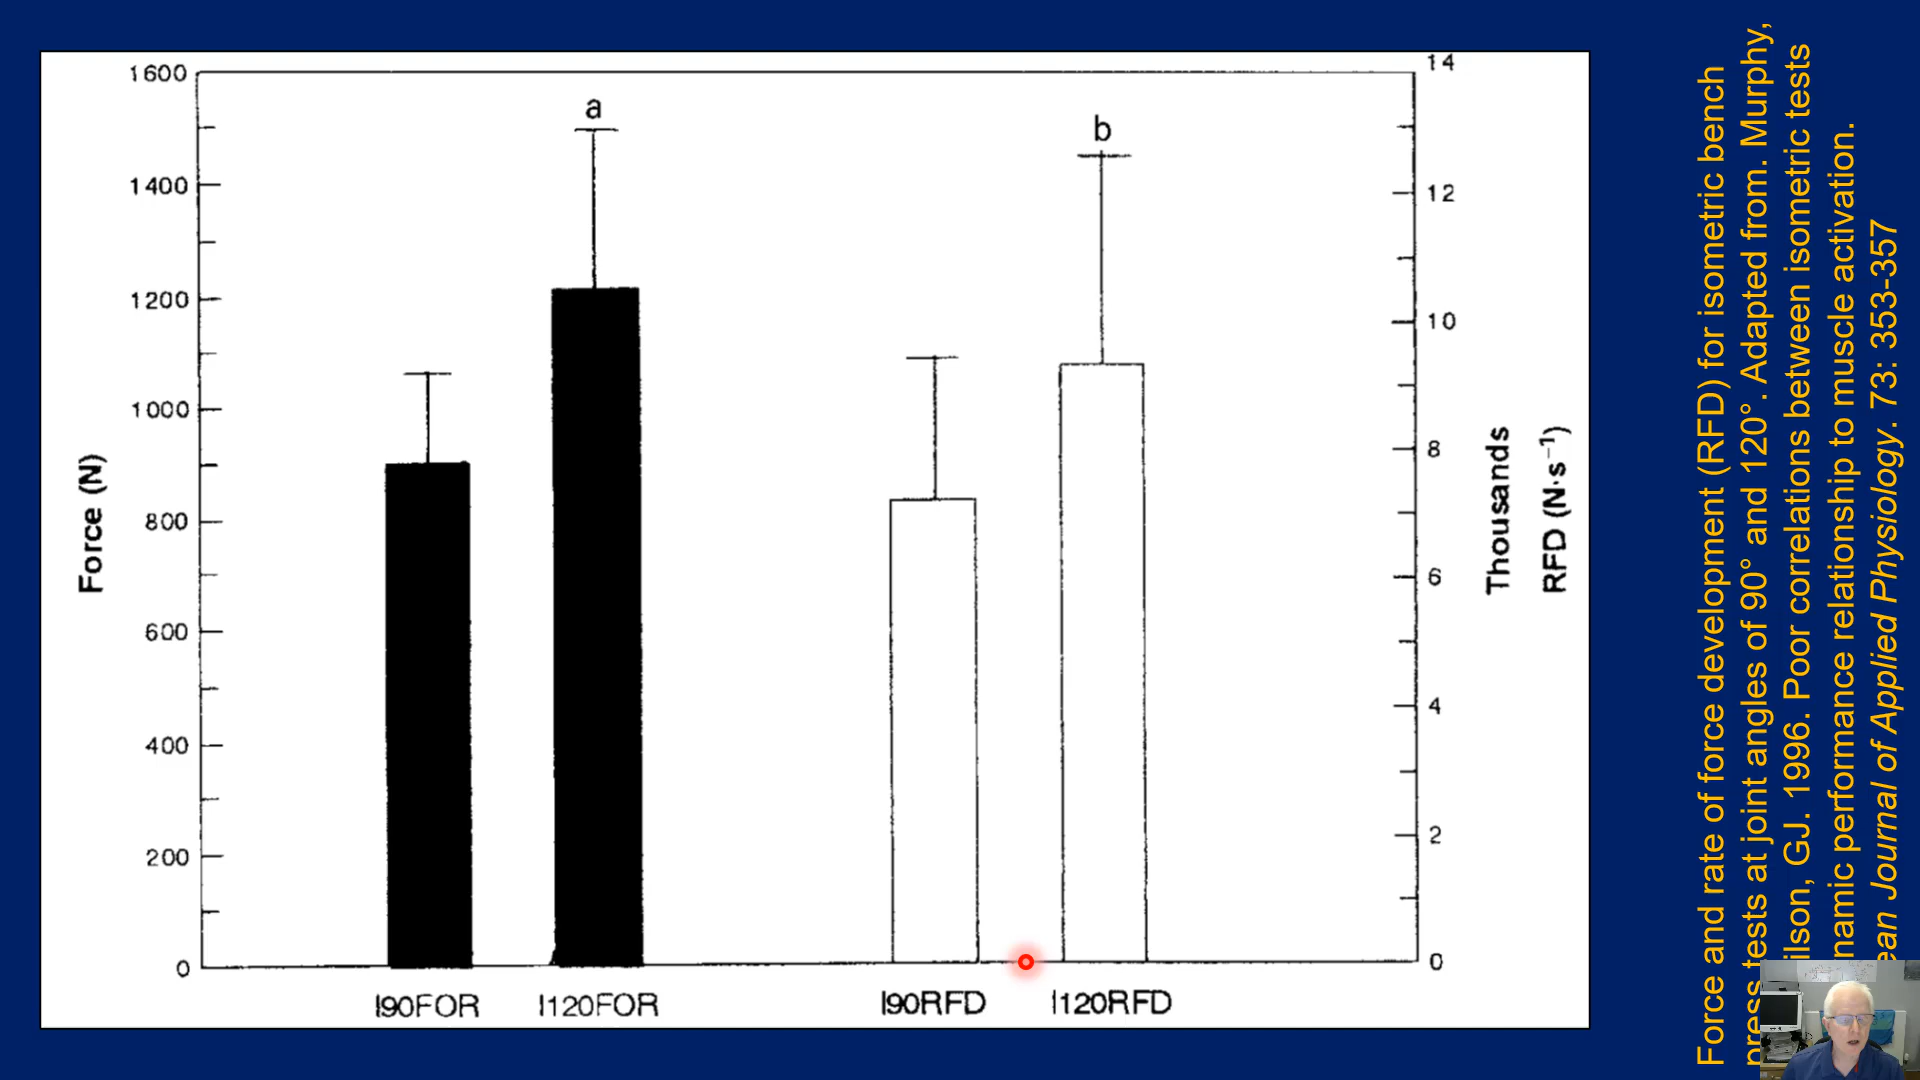 1600
1400
1200
1000
800
600
400
200
0
Force (N)
a
b
I90FOR
I120FOR
I90RFD
I120RFD
14
12
10
8
6
4
2
0
Thousands
RFD (N·s⁻¹)
Force and rate of force development (RFD) for isometric bench
press tests at joint angles of 90° and 120°. Adapted from. Murphy,
ilson, GJ. 1996. Poor correlations between isometric tests
namic performance relationship to muscle activation.
ean Journal of Applied Physiology. 73: 353-357